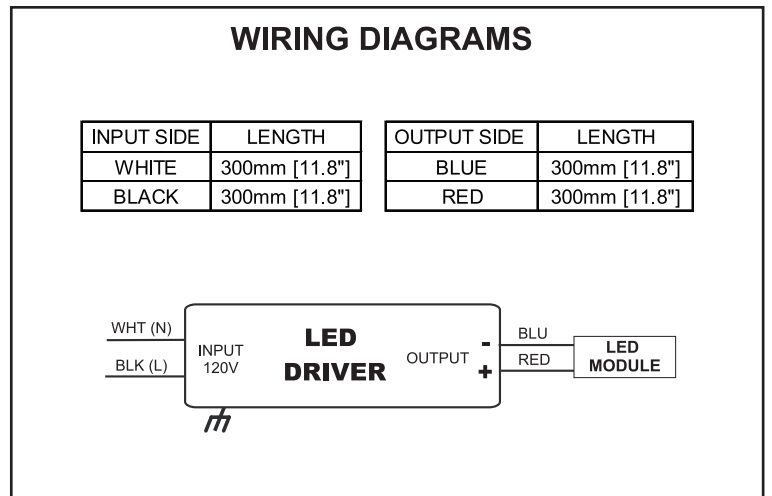 WIRING DIAGRAMS
INPUT SIDE LENGTH
WHITE 300mm [11.8"]
BLACK 300mm [11.8"]
OUTPUT SIDE LENGTH
BLUE 300mm [11.8"]
RED 300mm [11.8"]
WHT (N)
BLK (L)
INPUT
120V
LED
DRIVER
OUTPUT
-
+
BLU
RED
LED
MODULE